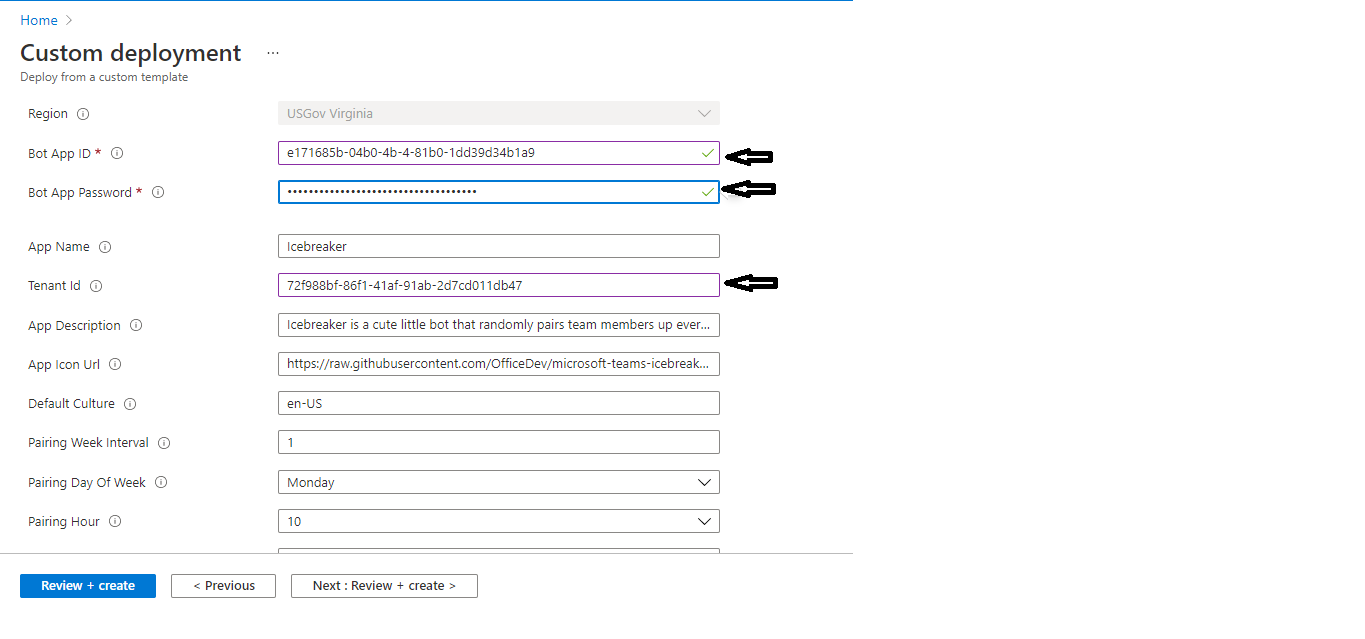 Home
Custom deployment ...
Deploy from a custom template
Region
USGov Virginia
Bot App ID *
e171685b-04b0-4b-4-81b0-1dd39d34b1a9
Bot App Password *
App Name
Icebreaker
Tenant Id
72f988bf-86f1-41af-91ab-2d7cd011db47
App Description
Icebreaker is a cute little bot that randomly pairs team members up ever...
App Icon Url
https://raw.githubusercontent.com/OfficeDev/microsoft-teams-icebreak...
Default Culture
en-US
Pairing Week Interval
1
Pairing Day Of Week
Monday
Pairing Hour
10
Review + create
< Previous
Next : Review + create >